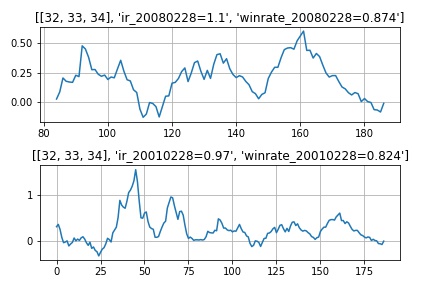 [[32, 33, 34], 'ir_20080228=1.1', 'winrate_20080228=0.874']
0.50
0.25
0.00
80 100 120 140 160 180
[[32, 33, 34], 'ir_20010228=0.97', 'winrate_20010228=0.824']
1
0
0 25 50 75 100 125 150 175